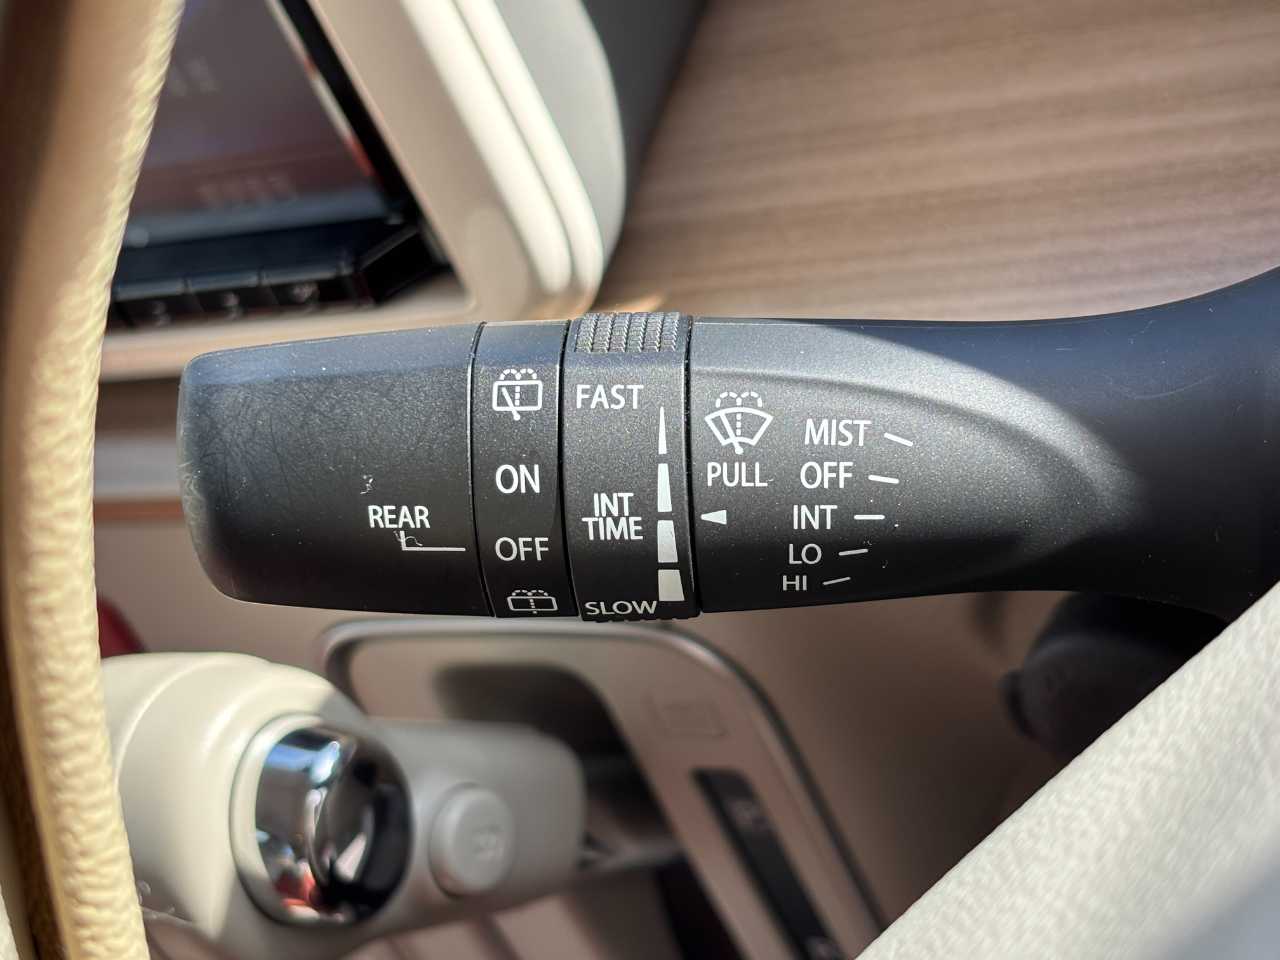 FAST
MIST
PULL
OFF
ON
INT
TIME
INT
REAR
OFF
LO
HI
SLOW